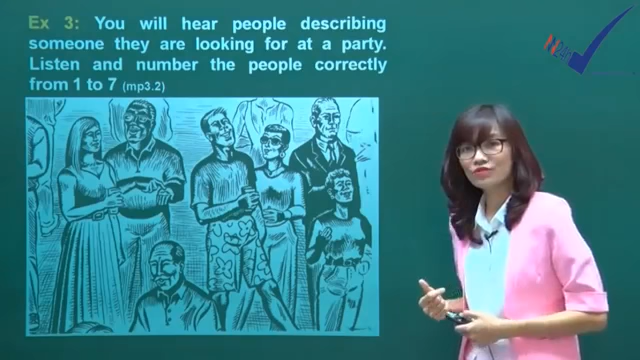 Ex 3: You will hear people describing
someone they are looking for at a party.
Listen and number the people correctly
from 1 to 7 (mp3.2)